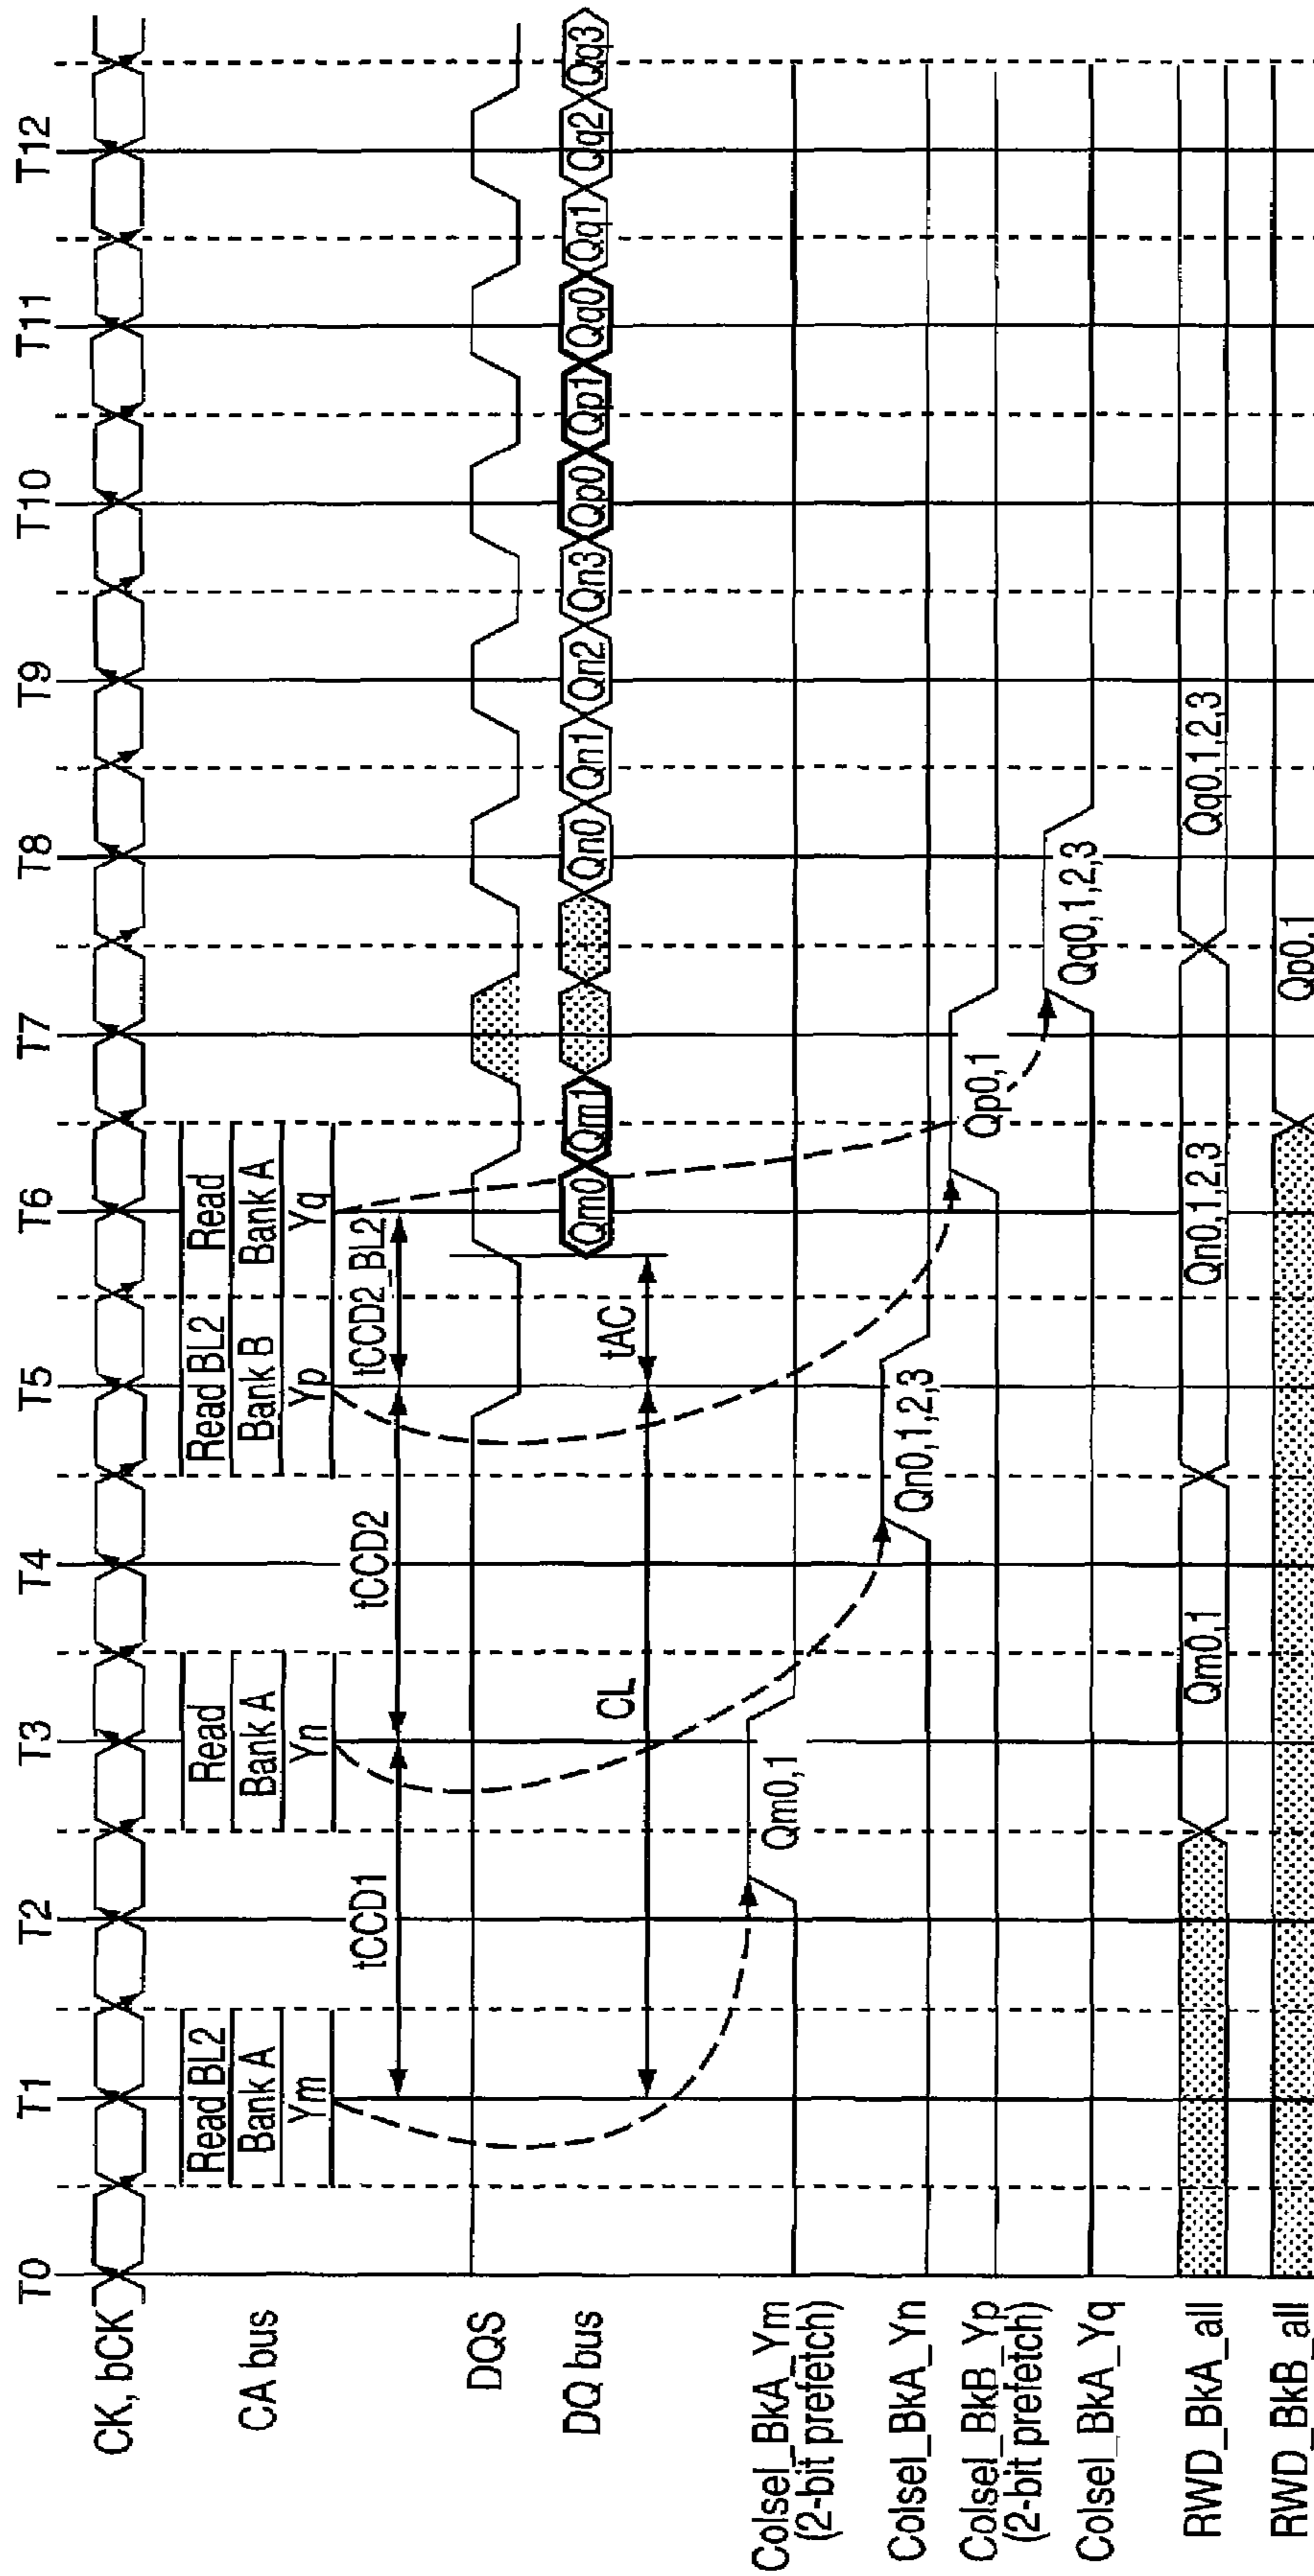 T0 T1 T2 T3 T4 T5 T6 T7 T8 T9 T10 T11 T12
CK, bCK
CA bus
Read BL2 Read Read BL2 Read
Bank A Bank A Bank B Bank A
Ym Yn Yp Yq
tCCD1 tCCD2 tCCD2_BL2
DQS
DQ bus
Qm0 Qm1 Qn0 Qn1 Qn2 Qn3 Qp0 Qp1 Qq0 Qq1 Qq2 Qq3
CL tAC
Colsel_BkA_Ym
(2-bit prefetch)
Qm0,1
Colsel_BkA_Yn
Qn0,1,2,3
Colsel_BkB_Yp
(2-bit prefetch)
Qp0,1
Colsel_BkA_Yq
Qq0,1,2,3
RWD_BkA_all
Qm0,1 Qn0,1,2,3 Qq0,1,2,3
RWD_BkB_all
Qp0,1